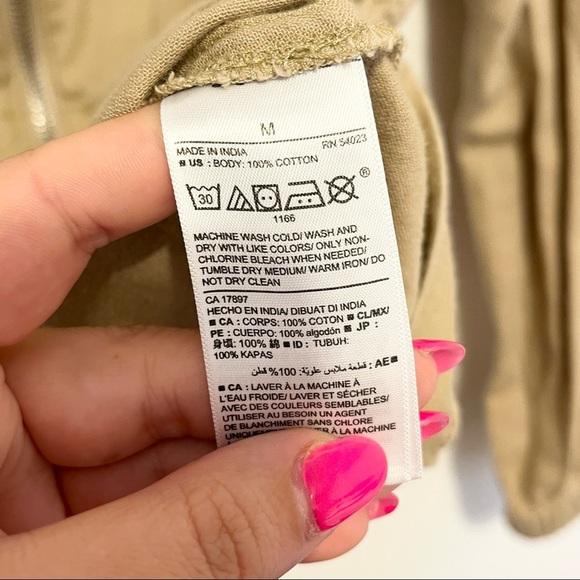 M
MADE IN INDIA RN 54023
■ US : BODY: 100% COTTON
30 ®
1166
MACHINE WASH COLD/ WASH AND
DRY WITH LIKE COLORS/ ONLY NON-
CHLORINE BLEACH WHEN NEEDED/
TUMBLE DRY MEDIUM/ WARM IRON/ DO
NOT DRY CLEAN
CA 17897
HECHO EN INDIA/ DIBUAT DI INDIA
■ CA : CORPS: 100% COTON ■ CL/MX/
PE : CUERPO: 100% algodón ■ JP :
身頃: 100% 綿 ■ ID : TUBUH:
100% KAPAS
AE■ : قطعة ملابس علوية: 100% قطن
■ CA : LAVER À LA MACHINE À
L'EAU FROIDE/ LAVER ET SÉCHER
AVEC DES COULEURS SEMBLABLES/
UTILISER AU BESOIN UN AGENT
DE BLANCHIMENT SANS CHLORE